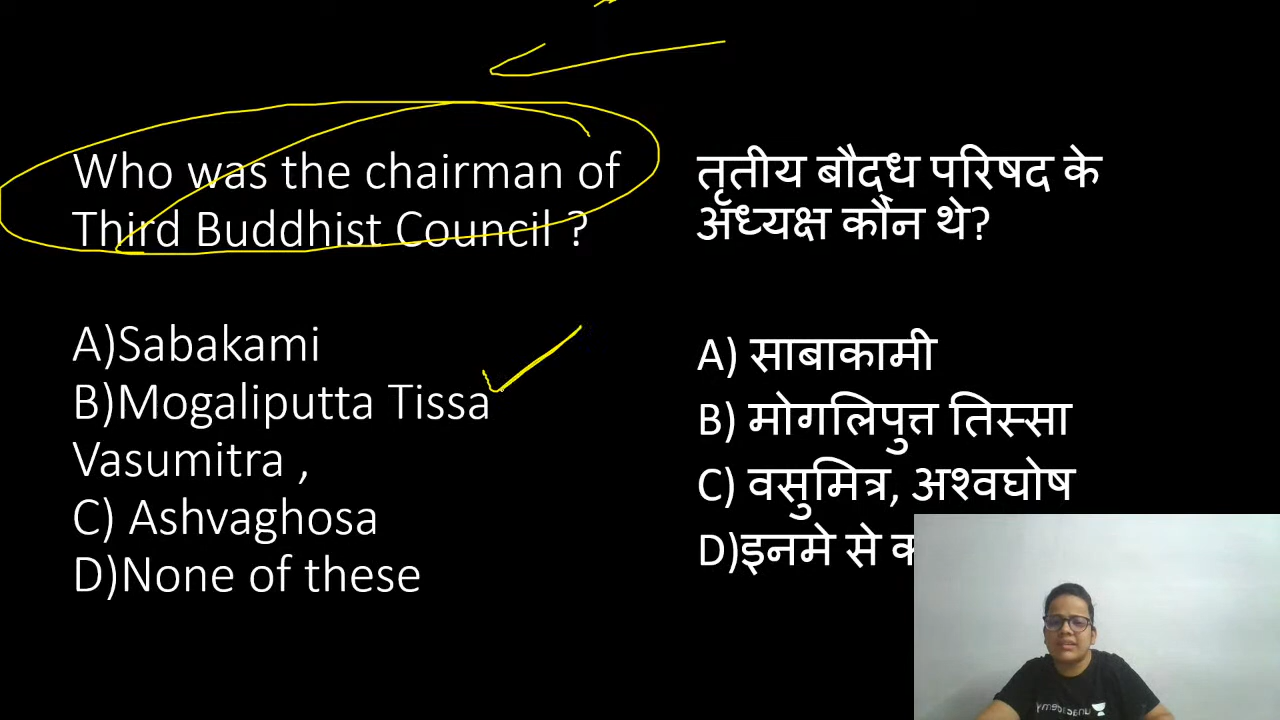 Who was the chairman of
Third Buddhist Council ?
A)Sabakami
B)Mogaliputta Tissa
Vasumitra ,
C) Ashvaghosa
D)None of these
तृतीय बौद्ध परिषद के
अध्यक्ष कौन थे?
A) साबाकामी
B) मोगलिपुत्त तिस्सा
C) वसुमित्र, अश्वघोष
D)इनमे से
unacademy